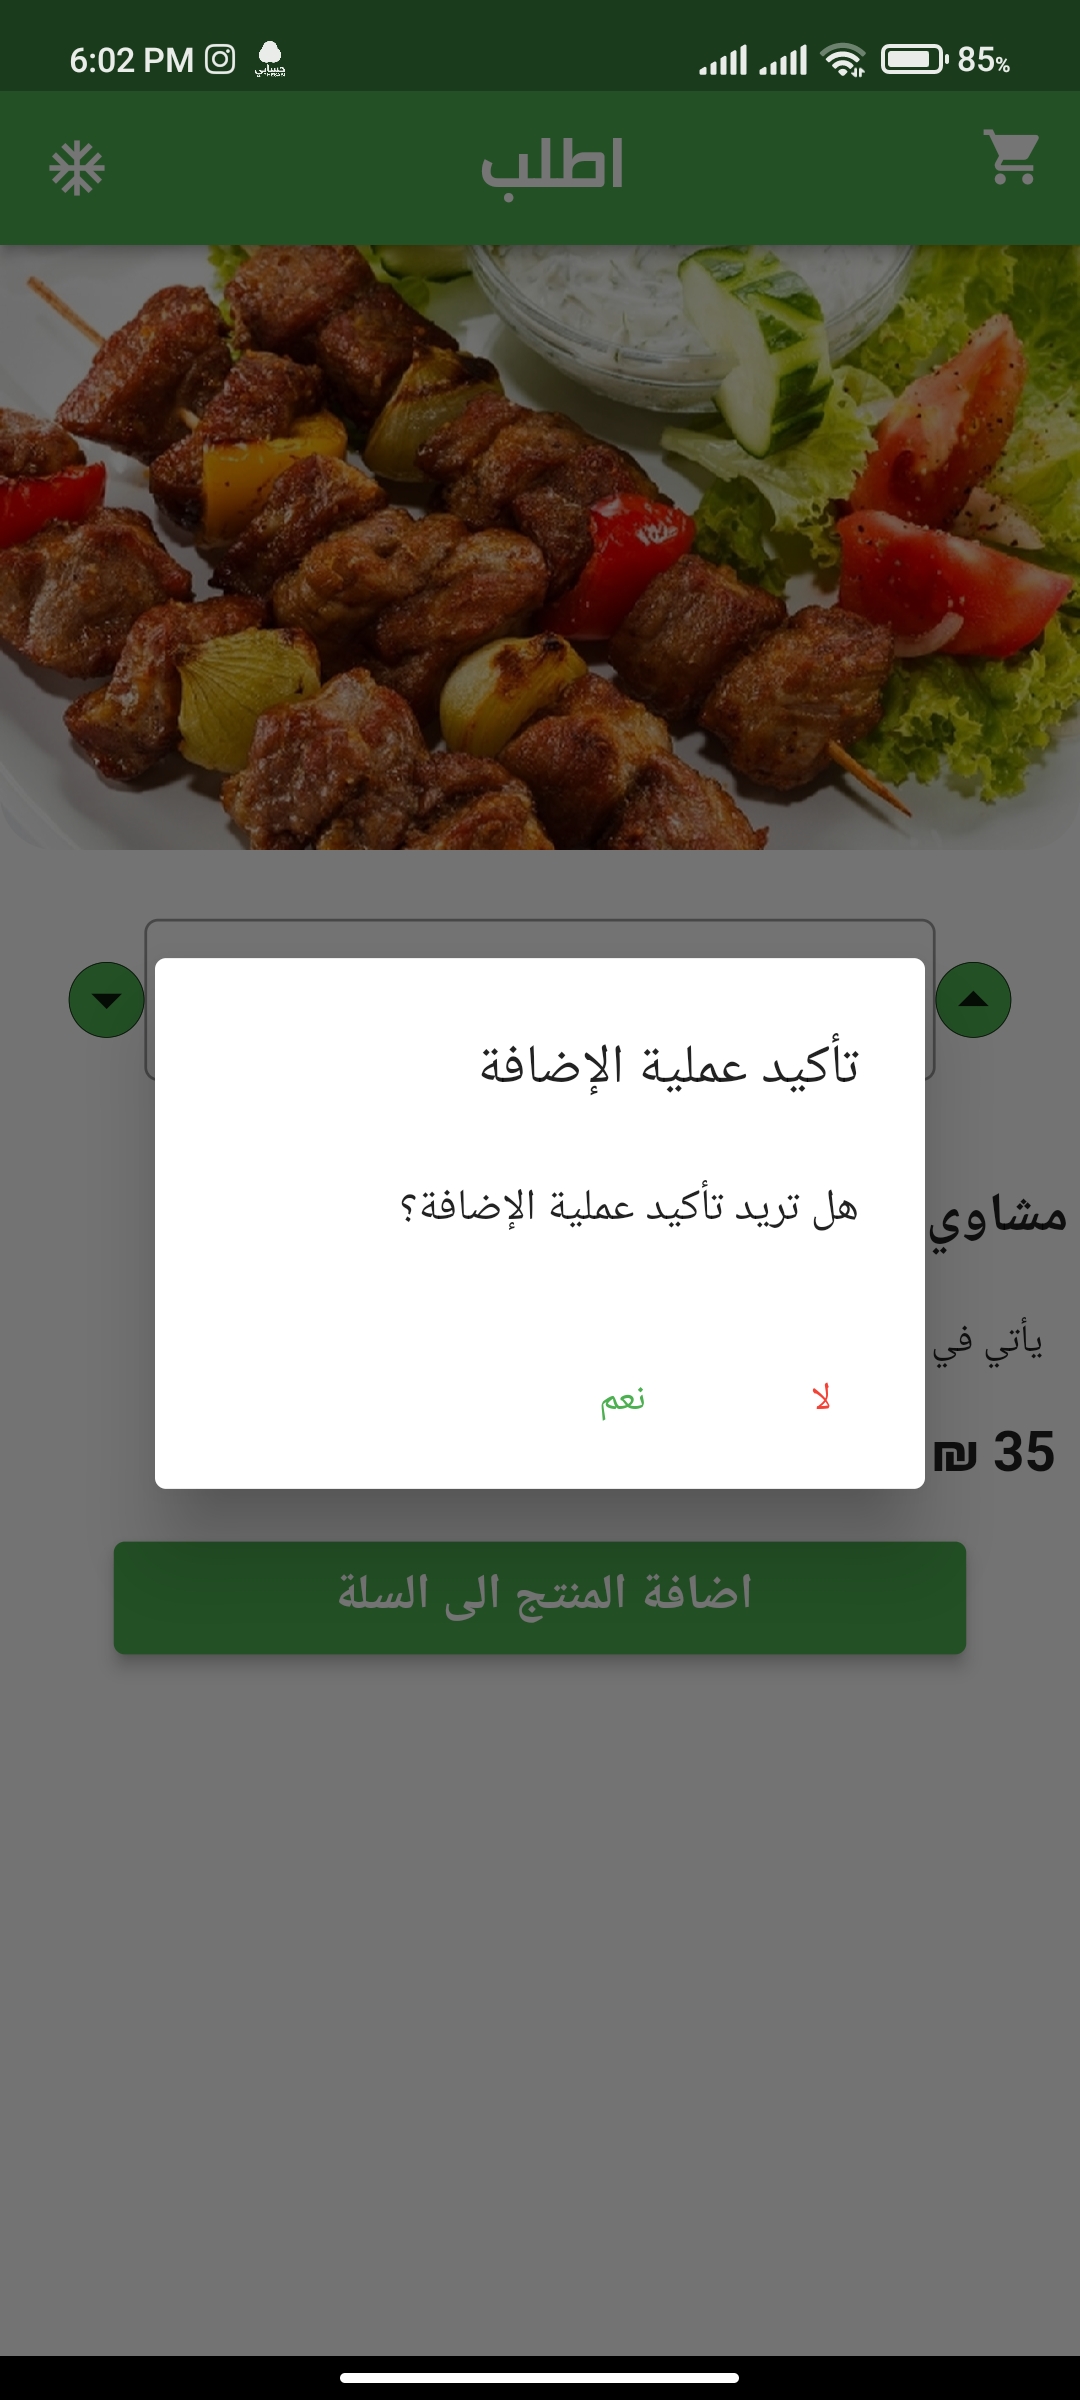 6:02 PM
85%
اطلب
تأكيد عملية الإضافة
هل تريد تأكيد عملية الإضافة؟
مشاوي
يأتي في
لا
نعم
35 ₪
اضافة المنتج الى السلة